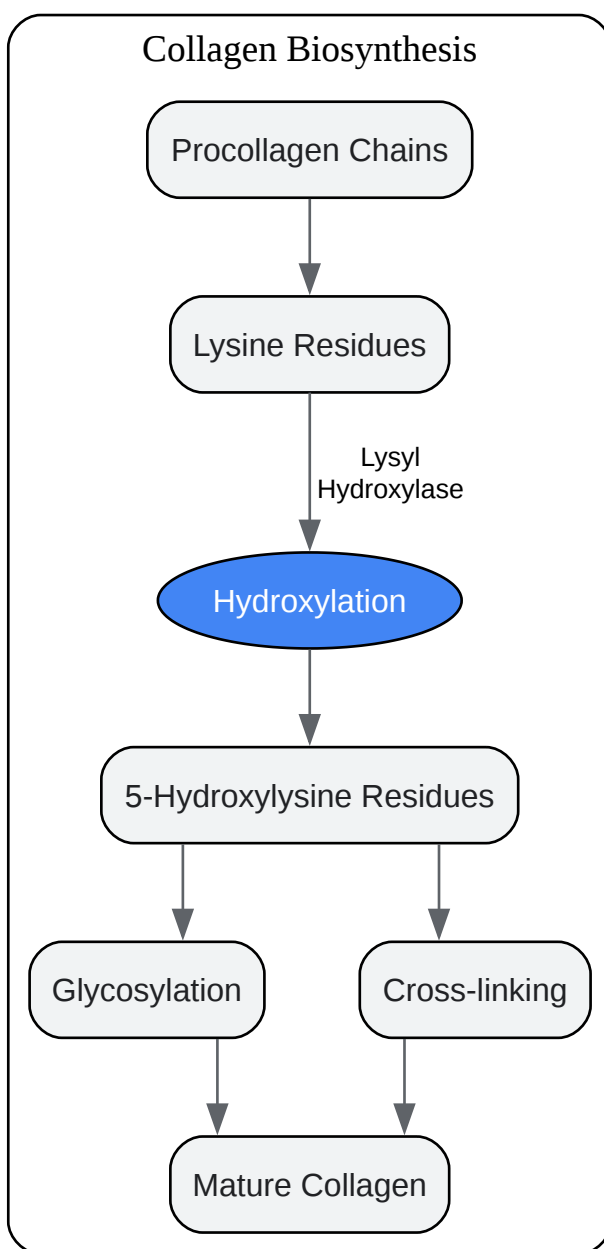 Collagen Biosynthesis
Procollagen Chains
Lysine Residues
Lysyl
Hydroxylase
Hydroxylation
5-Hydroxylysine Residues
Glycosylation
Cross-linking
Mature Collagen